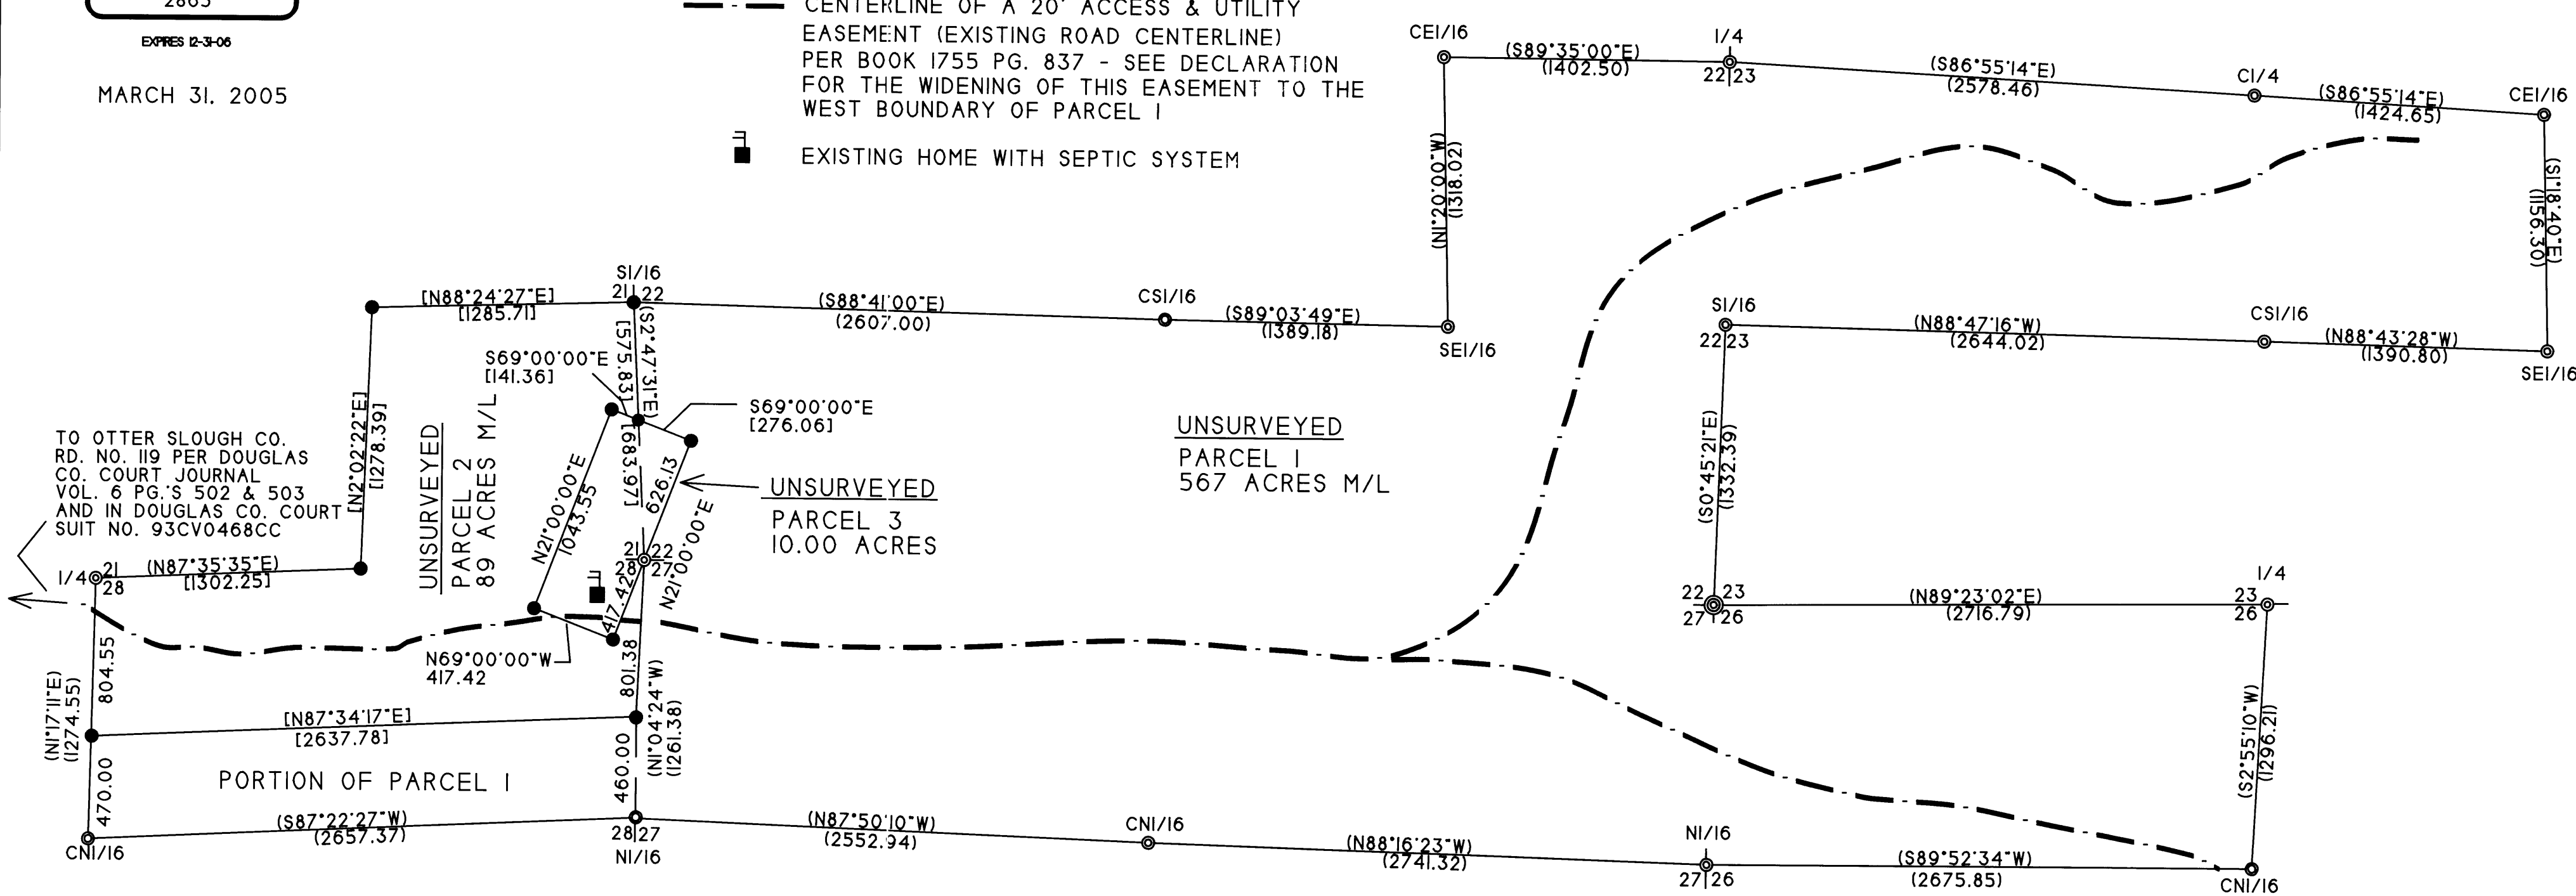 2865
EXPIRES 12-31-06
MARCH 31, 2005
CENTERLINE OF A 20' ACCESS & UTILITY
EASEMENT (EXISTING ROAD CENTERLINE)
PER BOOK 1755 PG. 837 - SEE DECLARATION
FOR THE WIDENING OF THIS EASEMENT TO THE
WEST BOUNDARY OF PARCEL 1
EXISTING HOME WITH SEPTIC SYSTEM
CE1/16
(S89°35'00"E)
(1402.50)
1/4
22|23
(S86°55'14"E)
(2578.46)
C1/4
(S86°55'14"E)
(1424.65)
CE1/16
(N1°20'00"W)
(1318.02)
(S1°18'40"E)
(1156.30)
S1/16
21|22
[N88°24'27"E]
[1285.71]
(S88°41'00"E)
(2607.00)
CS1/16
(S89°03'49"E)
(1389.18)
SE1/16
S1/16
22|23
(N88°47'16"W)
(2644.02)
CS1/16
(N88°43'28"W)
(1390.80)
SE1/16
[575.83]
(S2°47'31"E)
S69°00'00"E
[141.36]
S69°00'00"E
[276.06]
[N2°02'22"E]
[1278.39]
UNSURVEYED
PARCEL 2
89 ACRES M/L
N21°00'00"E
1043.55
[683.97]
626.13
N21°00'00"E
UNSURVEYED
PARCEL 3
10.00 ACRES
UNSURVEYED
PARCEL 1
567 ACRES M/L
(S0°45'21"E)
(1332.39)
TO OTTER SLOUGH CO.
RD. NO. 119 PER DOUGLAS
CO. COURT JOURNAL
VOL. 6 PG.'S 502 & 503
AND IN DOUGLAS CO. COURT
SUIT NO. 93CV0468CC
1/4
21
28
(N87°35'35"E)
[1302.25]
21 22
28 27
417.42
22 23
27 26
(N89°23'02"E)
(2716.79)
1/4
23
26
N69°00'00"W
417.42
(N1°17'11"E)
(1274.55)
804.55
801.38
(N1°04'24"W)
(1261.38)
(S2°55'10"W)
(1296.21)
[N87°34'17"E]
[2637.78]
470.00
460.00
PORTION OF PARCEL 1
CN1/16
(S87°22'27"W)
(2657.37)
28|27
N1/16
(N87°50'10"W)
(2552.94)
CN1/16
(N88°16'23"W)
(2741.32)
N1/16
27|26
(S89°52'34"W)
(2675.85)
CN1/16